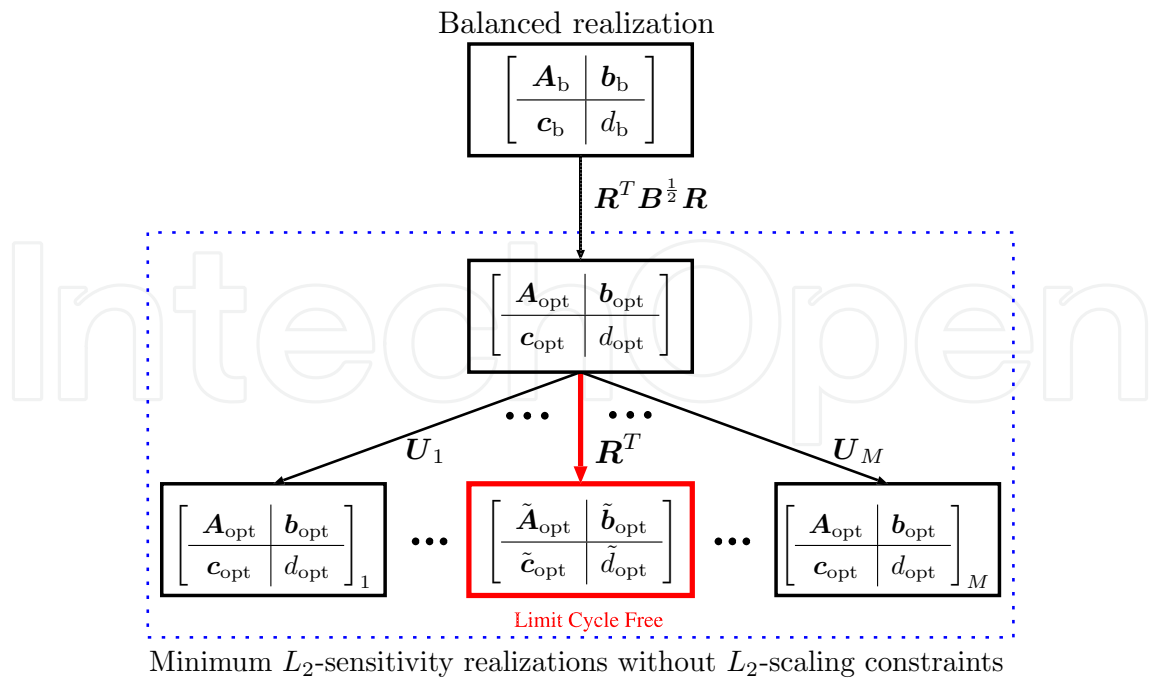 Balanced realization
[ A_b | b_b ]
[ c_b | d_b ]
R^T B^{1/2} R
IntechOpen
[ A_opt | b_opt ]
[ c_opt | d_opt ]
••• •••
U_1 R^T U_M
[ A_opt | b_opt ] ••• [ Ã_opt | b̃_opt ] ••• [ A_opt | b_opt ]
[ c_opt | d_opt ]_1 [ c̃_opt | d̃_opt ] [ c_opt | d_opt ]_M
Limit Cycle Free
Minimum L_2-sensitivity realizations without L_2-scaling constraints